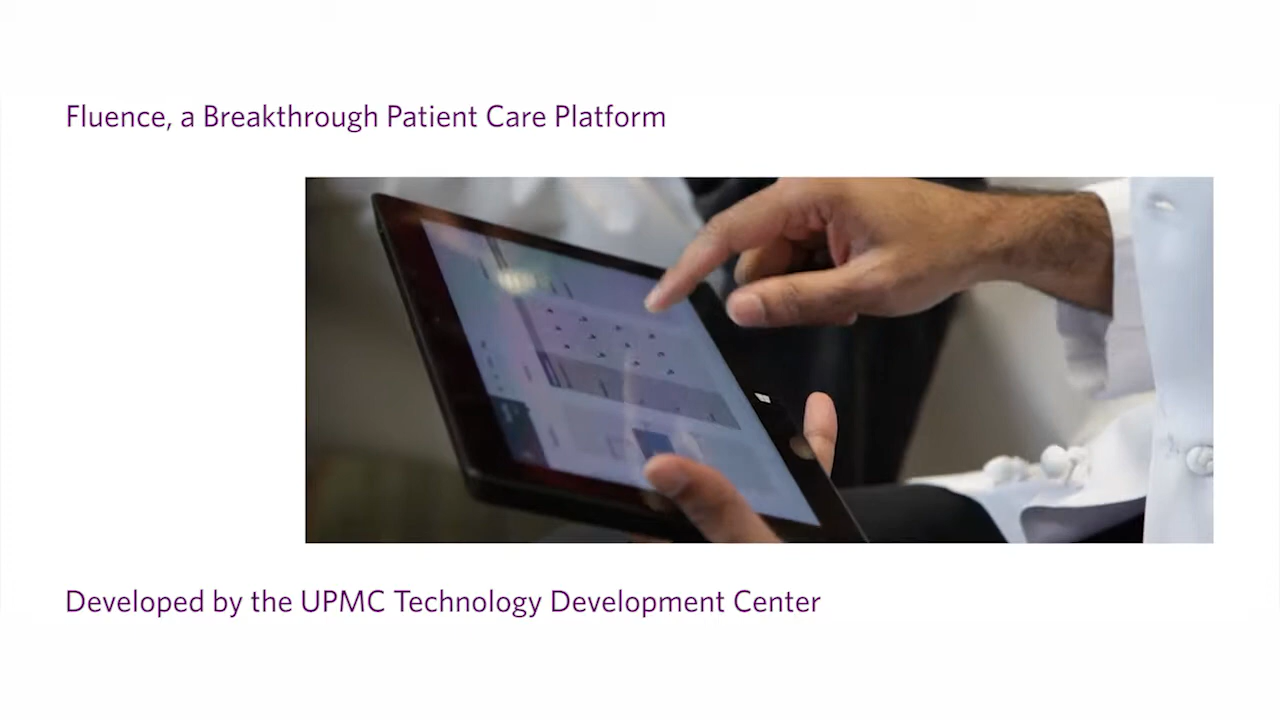 Fluence, a Breakthrough Patient Care Platform
Developed by the UPMC Technology Development Center